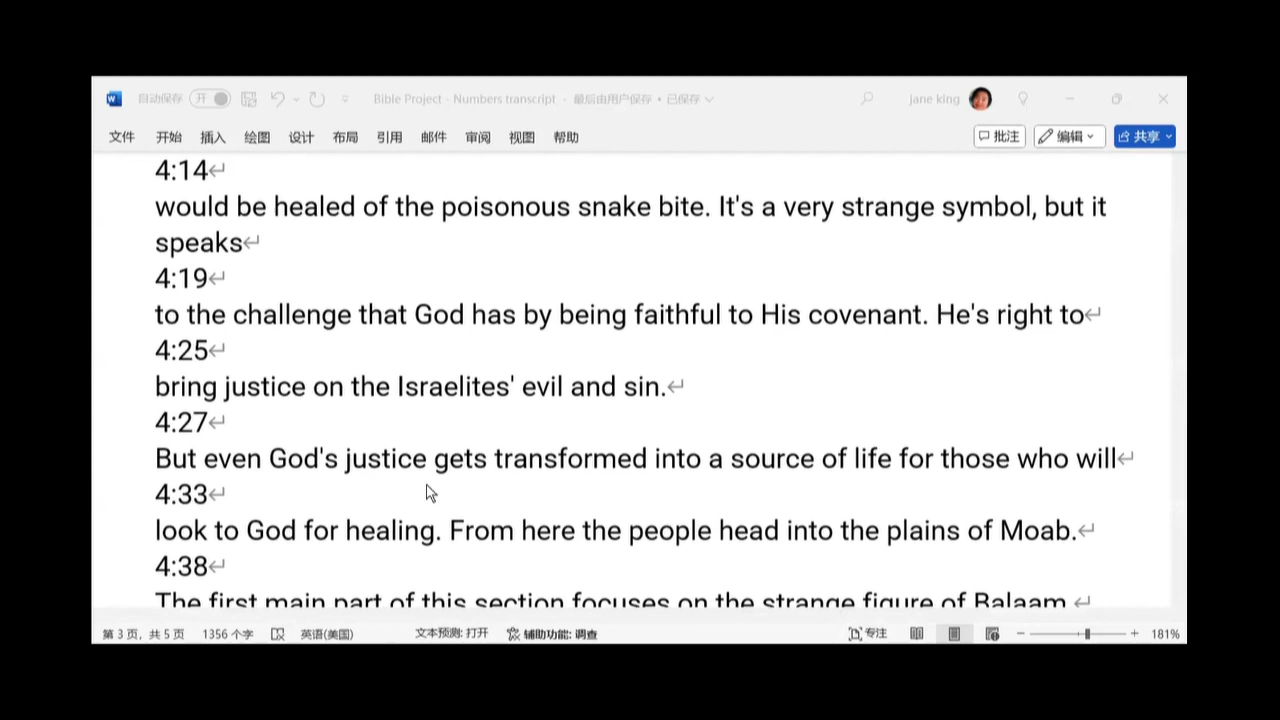 自动保存 开 Bible Project - Numbers transcript - 最后由用户保存 • 已保存 jane king
文件 开始 插入 绘图 设计 布局 引用 邮件 审阅 视图 帮助 批注 编辑 共享
4:14↵
would be healed of the poisonous snake bite. It's a very strange symbol, but it
speaks↵
4:19↵
to the challenge that God has by being faithful to His covenant. He's right to↵
4:25↵
bring justice on the Israelites' evil and sin.↵
4:27↵
But even God's justice gets transformed into a source of life for those who will↵
4:33↵
look to God for healing. From here the people head into the plains of Moab.↵
4:38↵
The first main part of this section focuses on the strange figure of Balaam ↵
第 3 页，共 5 页 1356 个字 英语(美国) 文本预测: 打开 辅助功能: 调查 专注 181%